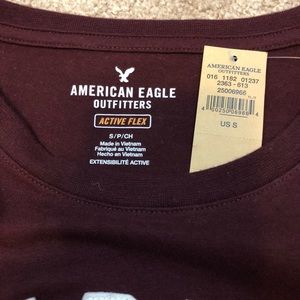 AMERICAN EAGLE
OUTFITTERS
ACTIVE FLEX
S/P/CH
Made in Vietnam
Fabriqué au Vietnam
Hecho en Vietnam
EXTENSIBILITÉ ACTIVE
AMERICAN EAGLE
OUTFITTERS
016 1182 01237
2363 - 613
25006966
US S